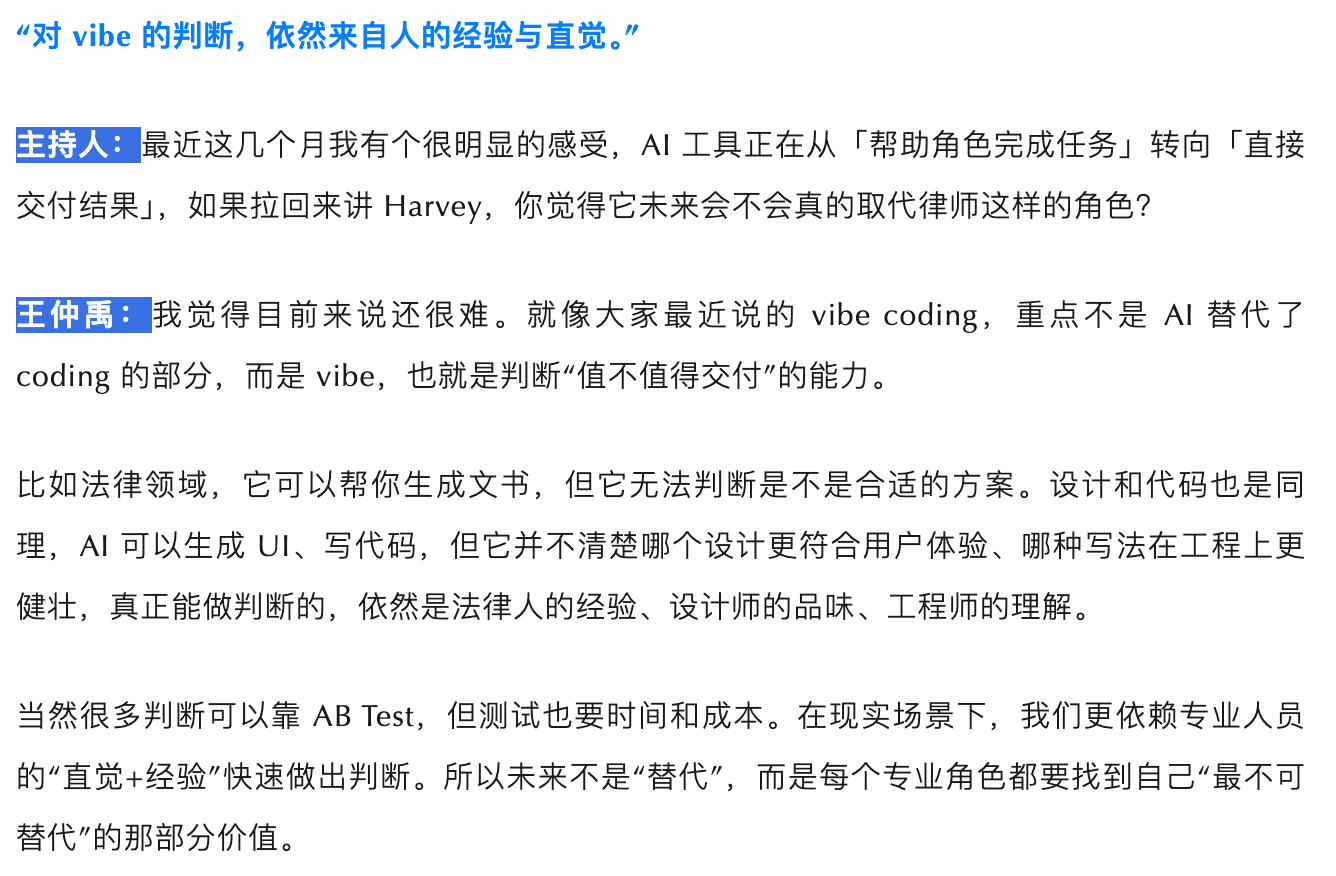 “对 vibe 的判断，依然来自人的经验与直觉。”
主持人：最近这几个月我有个很明显的感受，AI 工具正在从「帮助角色完成任务」转向「直接
交付结果」，如果拉回来讲 Harvey，你觉得它未来会不会真的取代律师这样的角色？
王仲禹：我觉得目前来说还很难。就像大家最近说的 vibe coding，重点不是 AI 替代了
coding 的部分，而是 vibe，也就是判断“值不值得交付”的能力。
比如法律领域，它可以帮你生成文书，但它无法判断是不是合适的方案。设计和代码也是同
理，AI 可以生成 UI、写代码，但它并不清楚哪个设计更符合用户体验、哪种写法在工程上更
健壮，真正能做判断的，依然是法律人的经验、设计师的品味、工程师的理解。
当然很多判断可以靠 AB Test，但测试也要时间和成本。在现实场景下，我们更依赖专业人员
的“直觉+经验”快速做出判断。所以未来不是“替代”，而是每个专业角色都要找到自己“最不可
替代”的那部分价值。